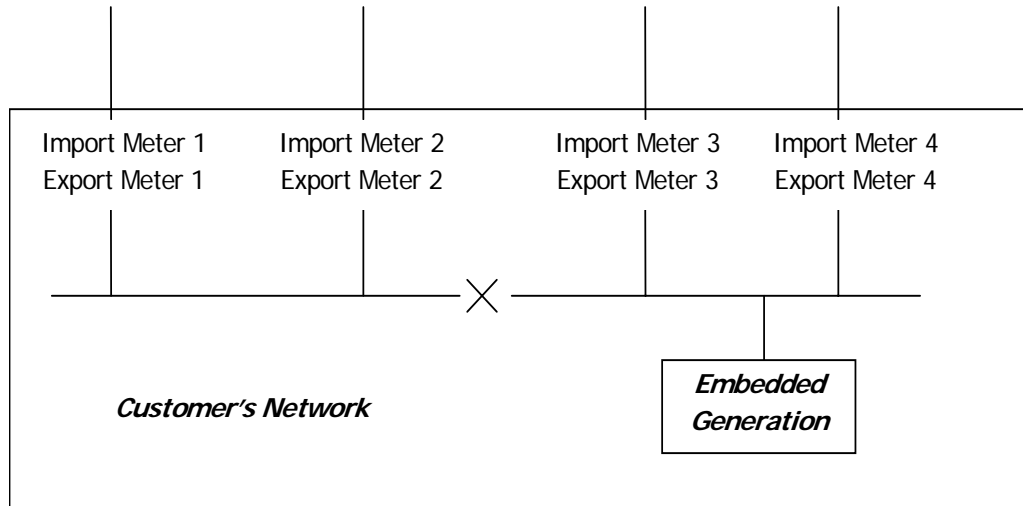 Import Meter 1 Import Meter 2 Import Meter 3 Import Meter 4
Export Meter 1 Export Meter 2 Export Meter 3 Export Meter 4
Customer's Network
Embedded
Generation